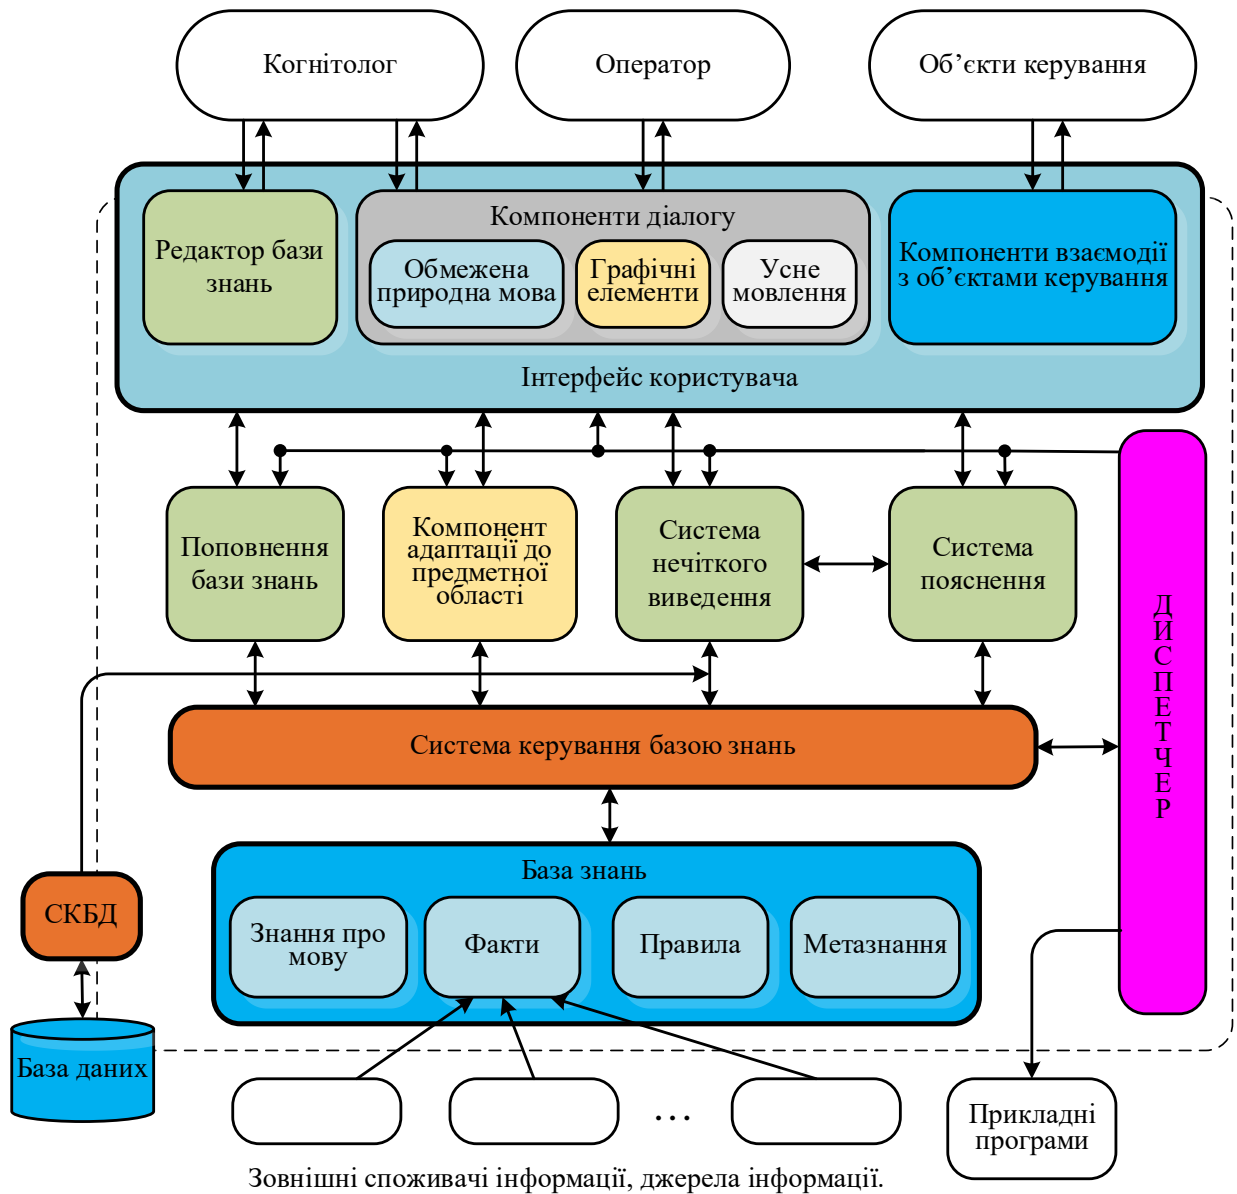 Когнітолог
Оператор
Об’єкти керування
Редактор бази
знань
Компоненти діалогу
Обмежена
природна мова
Графічні
елементи
Усне
мовлення
Компоненти взаємодії
з об’єктами керування
Інтерфейс користувача
Поповнення
бази знань
Компонент
адаптації до
предметної
області
Система
нечіткого
виведення
Система
пояснення
ДИСПЕТЧЕР
Система керування базою знань
База знань
СКБД
Знання про
мову
Факти
Правила
Метазнання
База даних
...
Прикладні
програми
Зовнішні споживачі інформації, джерела інформації.